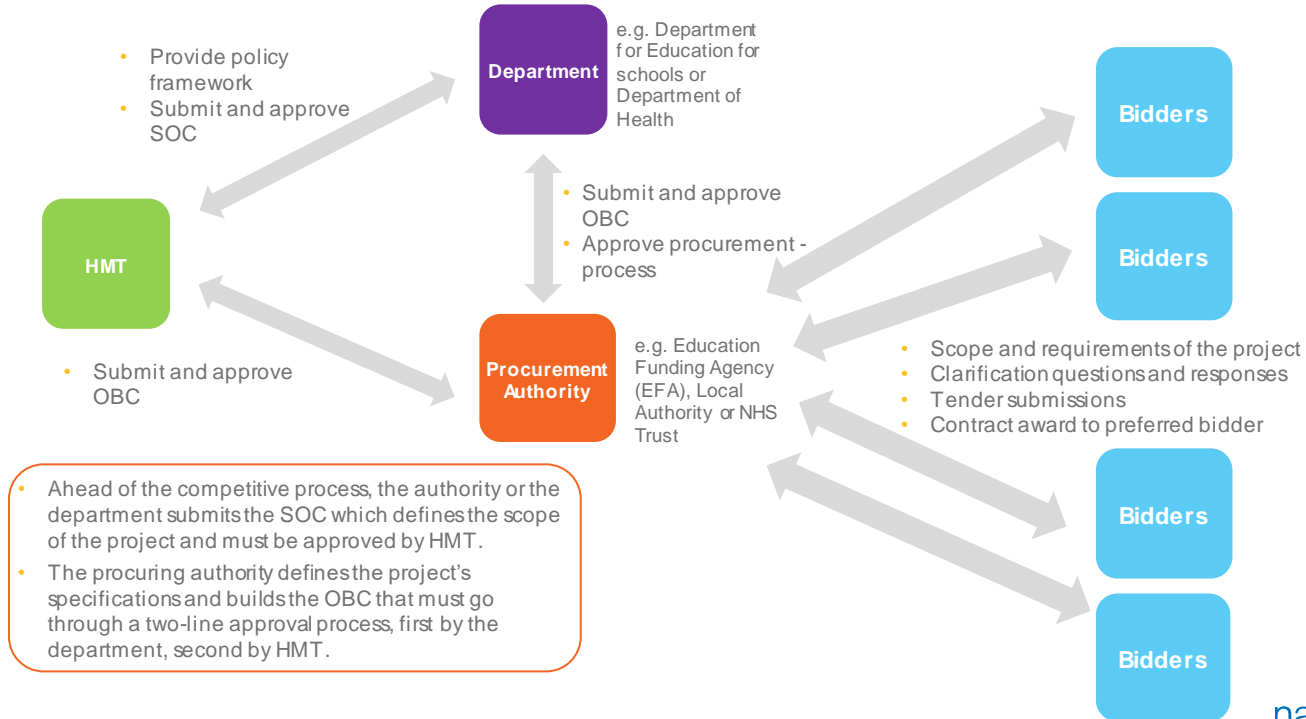 • Provide policy
framework
• Submit and approve
SOC
Department
e.g. Department
for Education for
schools or
Department of
Health
Bidders
Bidders
HMT
• Submit and approve
OBC
• Approve procurement -
process
• Submit and approve
OBC
Procurement
Authority
e.g. Education
Funding Agency
(EFA), Local
Authority or NHS
Trust
• Scope and requirements of the project
• Clarification questions and responses
• Tender submissions
• Contract award to preferred bidder
• Ahead of the competitive process, the authority or the
department submits the SOC which defines the scope
of the project and must be approved by HMT.
• The procuring authority defines the project's
specifications and builds the OBC that must go
through a two-line approval process, first by the
department, second by HMT.
Bidders
Bidders